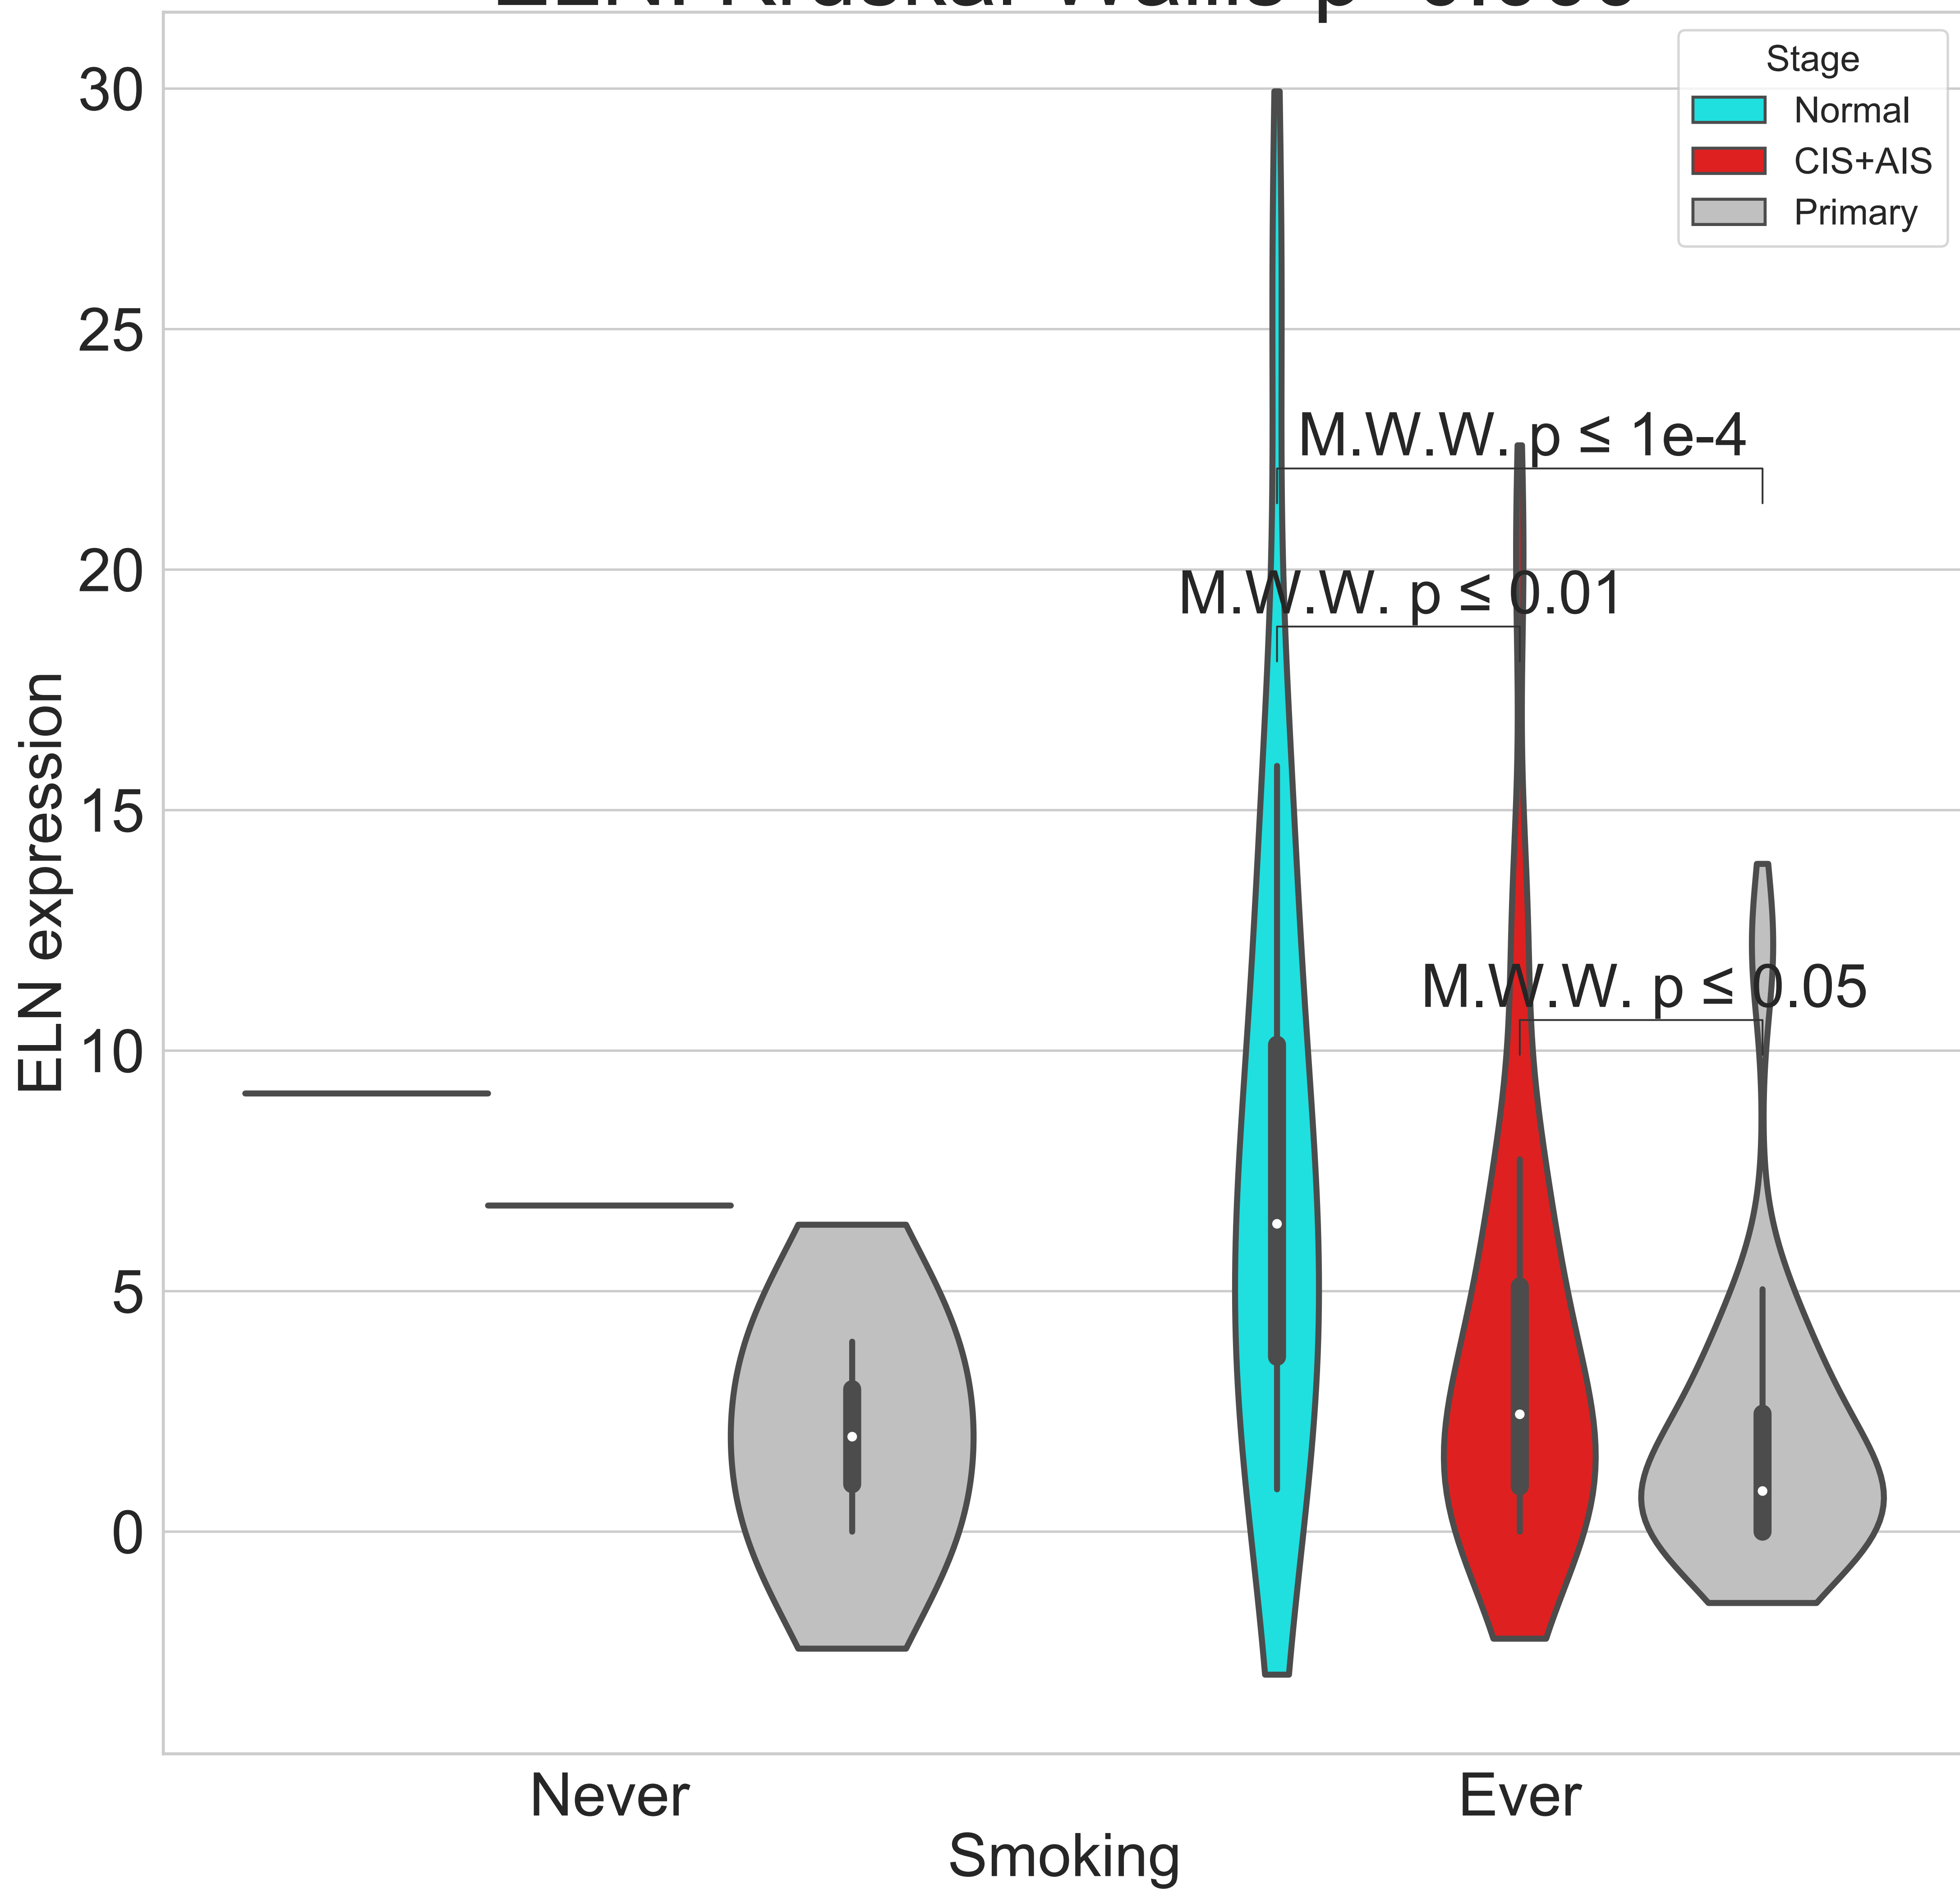 Stage
Normal
CIS+AIS
Primary
30
25
20
15
10
5
0
ELN expression
M.W.W. p ≤ 1e-4
M.W.W. p ≤ 0.01
M.W.W. p ≤ 0.05
Never
Ever
Smoking